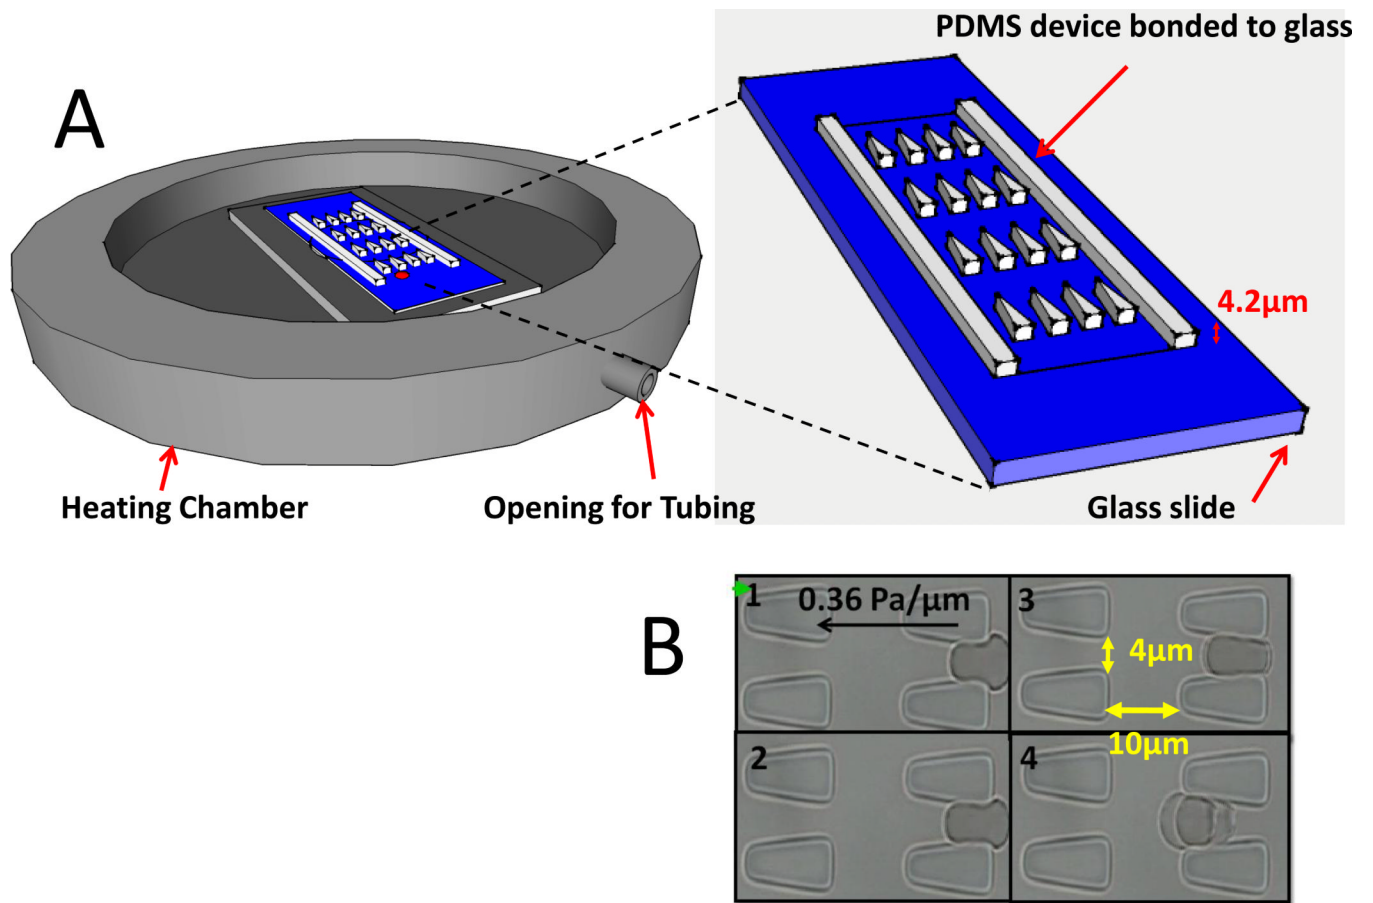 A
PDMS device bonded to glass
4.2μm
Heating Chamber
Opening for Tubing
Glass slide
B
1
0.36 Pa/μm
3
4μm
10μm
2
4